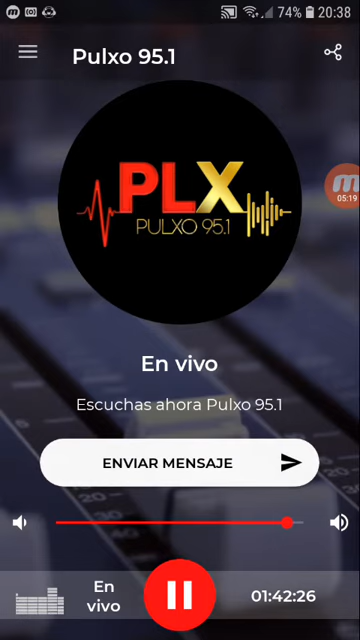 74% 20:38
Pulxo 95.1
PLX
PULXO 95.1
05:19
En vivo
Escuchas ahora Pulxo 95.1
ENVIAR MENSAJE
En
vivo
01:42:26